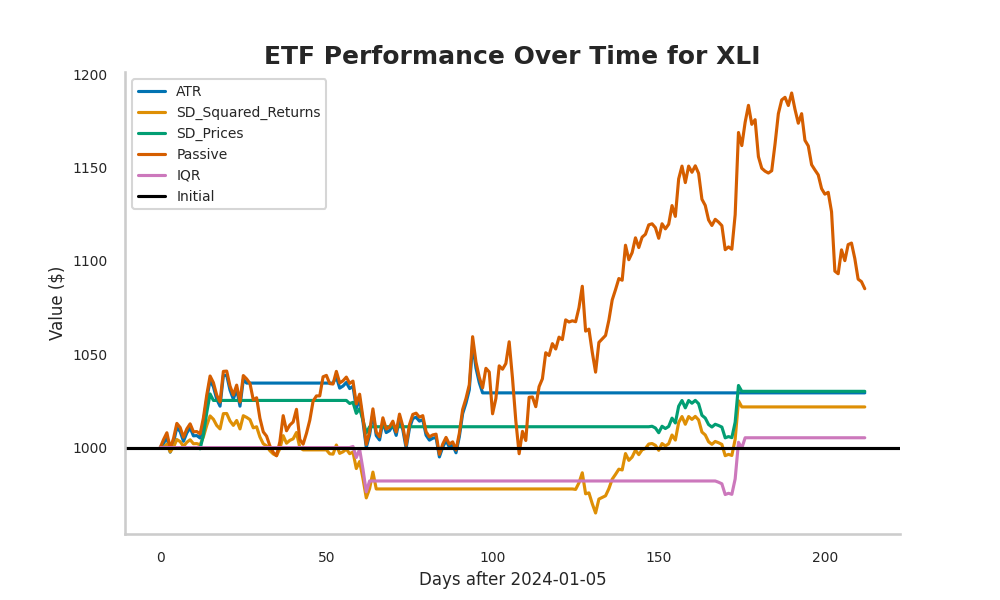 ETF Performance Over Time for XLI
1200
1150
1100
1050
1000
Value ($)
ATR
SD_Squared_Returns
SD_Prices
Passive
IQR
Initial
0 50 100 150 200
Days after 2024-01-05